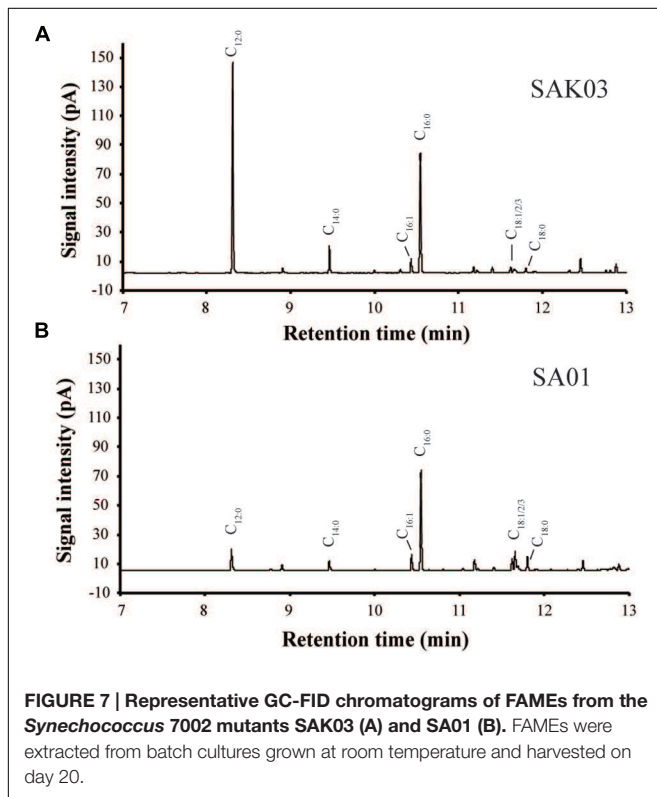 A
SAK03
C12:0
C14:0
C16:1
C16:0
C18:1/2/3
C18:0
Signal intensity (pA)
150
130
110
90
70
50
30
10
-10
7 8 9 10 11 12 13
Retention time (min)
B
SA01
C12:0
C14:0
C16:1
C16:0
C18:1/2/3
C18:0
Signal intensity (pA)
150
130
110
90
70
50
30
10
-10
7 8 9 10 11 12 13
Retention time (min)
FIGURE 7 | Representative GC-FID chromatograms of FAMEs from the
Synechococcus 7002 mutants SAK03 (A) and SA01 (B). FAMEs were
extracted from batch cultures grown at room temperature and harvested on
day 20.